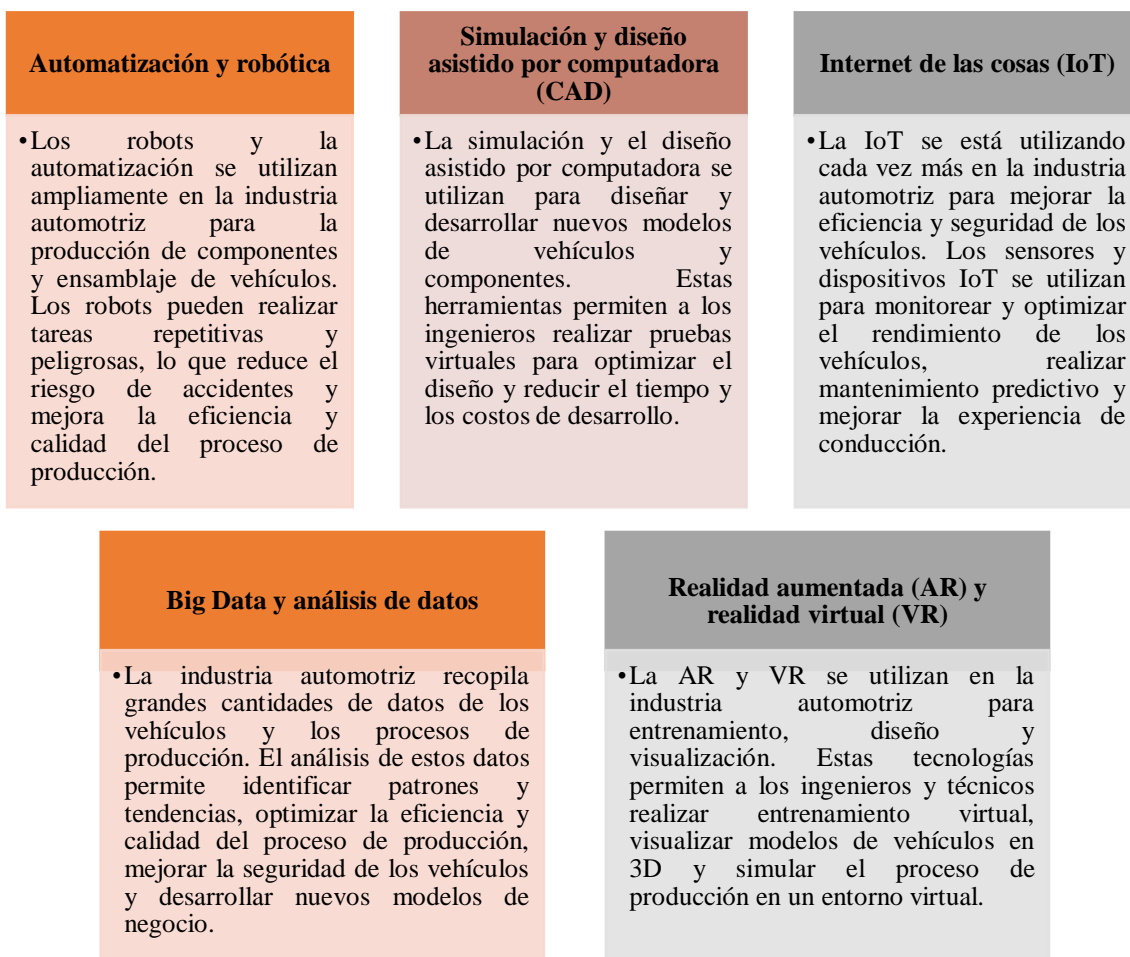 Automatización y robótica
•Los robots y la
automatización se utilizan
ampliamente en la industria
automotriz para la
producción de componentes
y ensamblaje de vehículos.
Los robots pueden realizar
tareas repetitivas y
peligrosas, lo que reduce el
riesgo de accidentes y
mejora la eficiencia y
calidad del proceso de
producción.
Simulación y diseño
asistido por computadora
(CAD)
•La simulación y el diseño
asistido por computadora se
utilizan para diseñar y
desarrollar nuevos modelos
de vehículos y
componentes. Estas
herramientas permiten a los
ingenieros realizar pruebas
virtuales para optimizar el
diseño y reducir el tiempo y
los costos de desarrollo.
Internet de las cosas (IoT)
•La IoT se está utilizando
cada vez más en la industria
automotriz para mejorar la
eficiencia y seguridad de los
vehículos. Los sensores y
dispositivos IoT se utilizan
para monitorear y optimizar
el rendimiento de los
vehículos, realizar
mantenimiento predictivo y
mejorar la experiencia de
conducción.
Big Data y análisis de datos
•La industria automotriz recopila
grandes cantidades de datos de los
vehículos y los procesos de
producción. El análisis de estos datos
permite identificar patrones y
tendencias, optimizar la eficiencia y
calidad del proceso de producción,
mejorar la seguridad de los vehículos
y desarrollar nuevos modelos de
negocio.
Realidad aumentada (AR) y
realidad virtual (VR)
•La AR y VR se utilizan en la
industria automotriz para
entrenamiento, diseño y
visualización. Estas tecnologías
permiten a los ingenieros y técnicos
realizar entrenamiento virtual,
visualizar modelos de vehículos en
3D y simular el proceso de
producción en un entorno virtual.